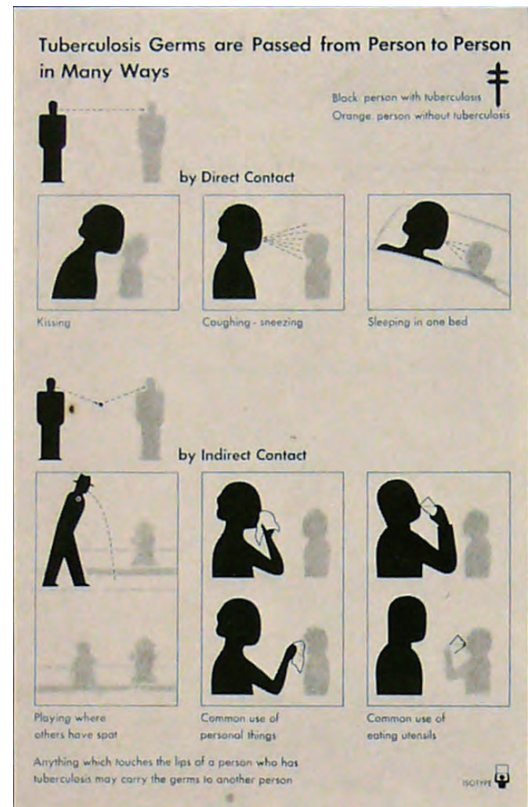 Tuberculosis Germs are Passed from Person to Person
in Many Ways
Black: person with tuberculosis
Orange: person without tuberculosis
by Direct Contact
Kissing
Coughing - sneezing
Sleeping in one bed
by Indirect Contact
Playing where
others have spat
Common use of
personal things
Common use of
eating utensils
Anything which touches the lips of a person who has
tuberculosis may carry the germs to another person
ISOTYPE